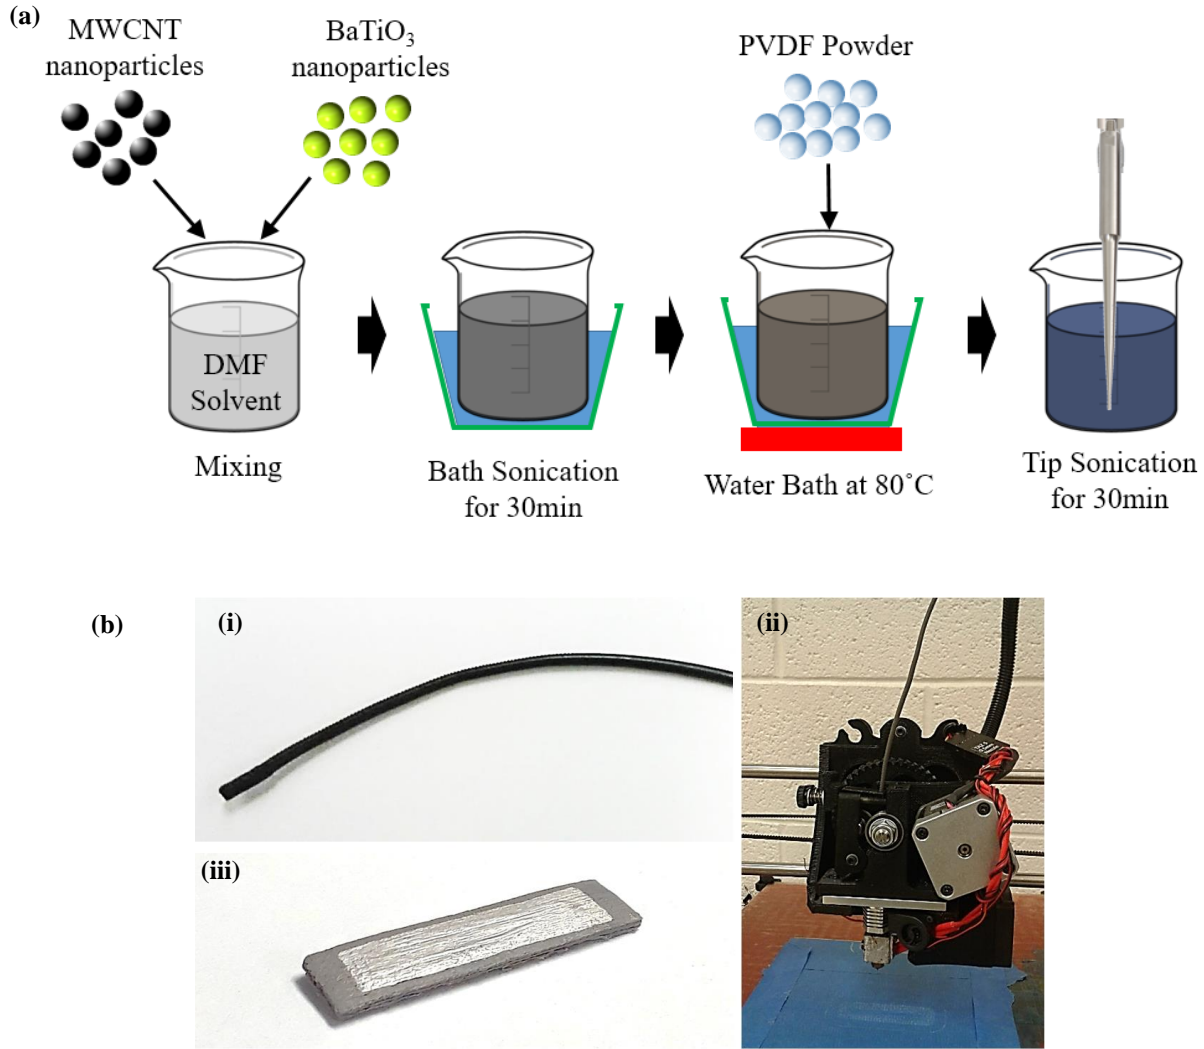 (a)
MWCNT
nanoparticles
BaTiO₃
nanoparticles
PVDF Powder
DMF
Solvent
Mixing
Bath Sonication
for 30min
Water Bath at 80˚C
Tip Sonication
for 30min
(b)
(i)
(ii)
(iii)